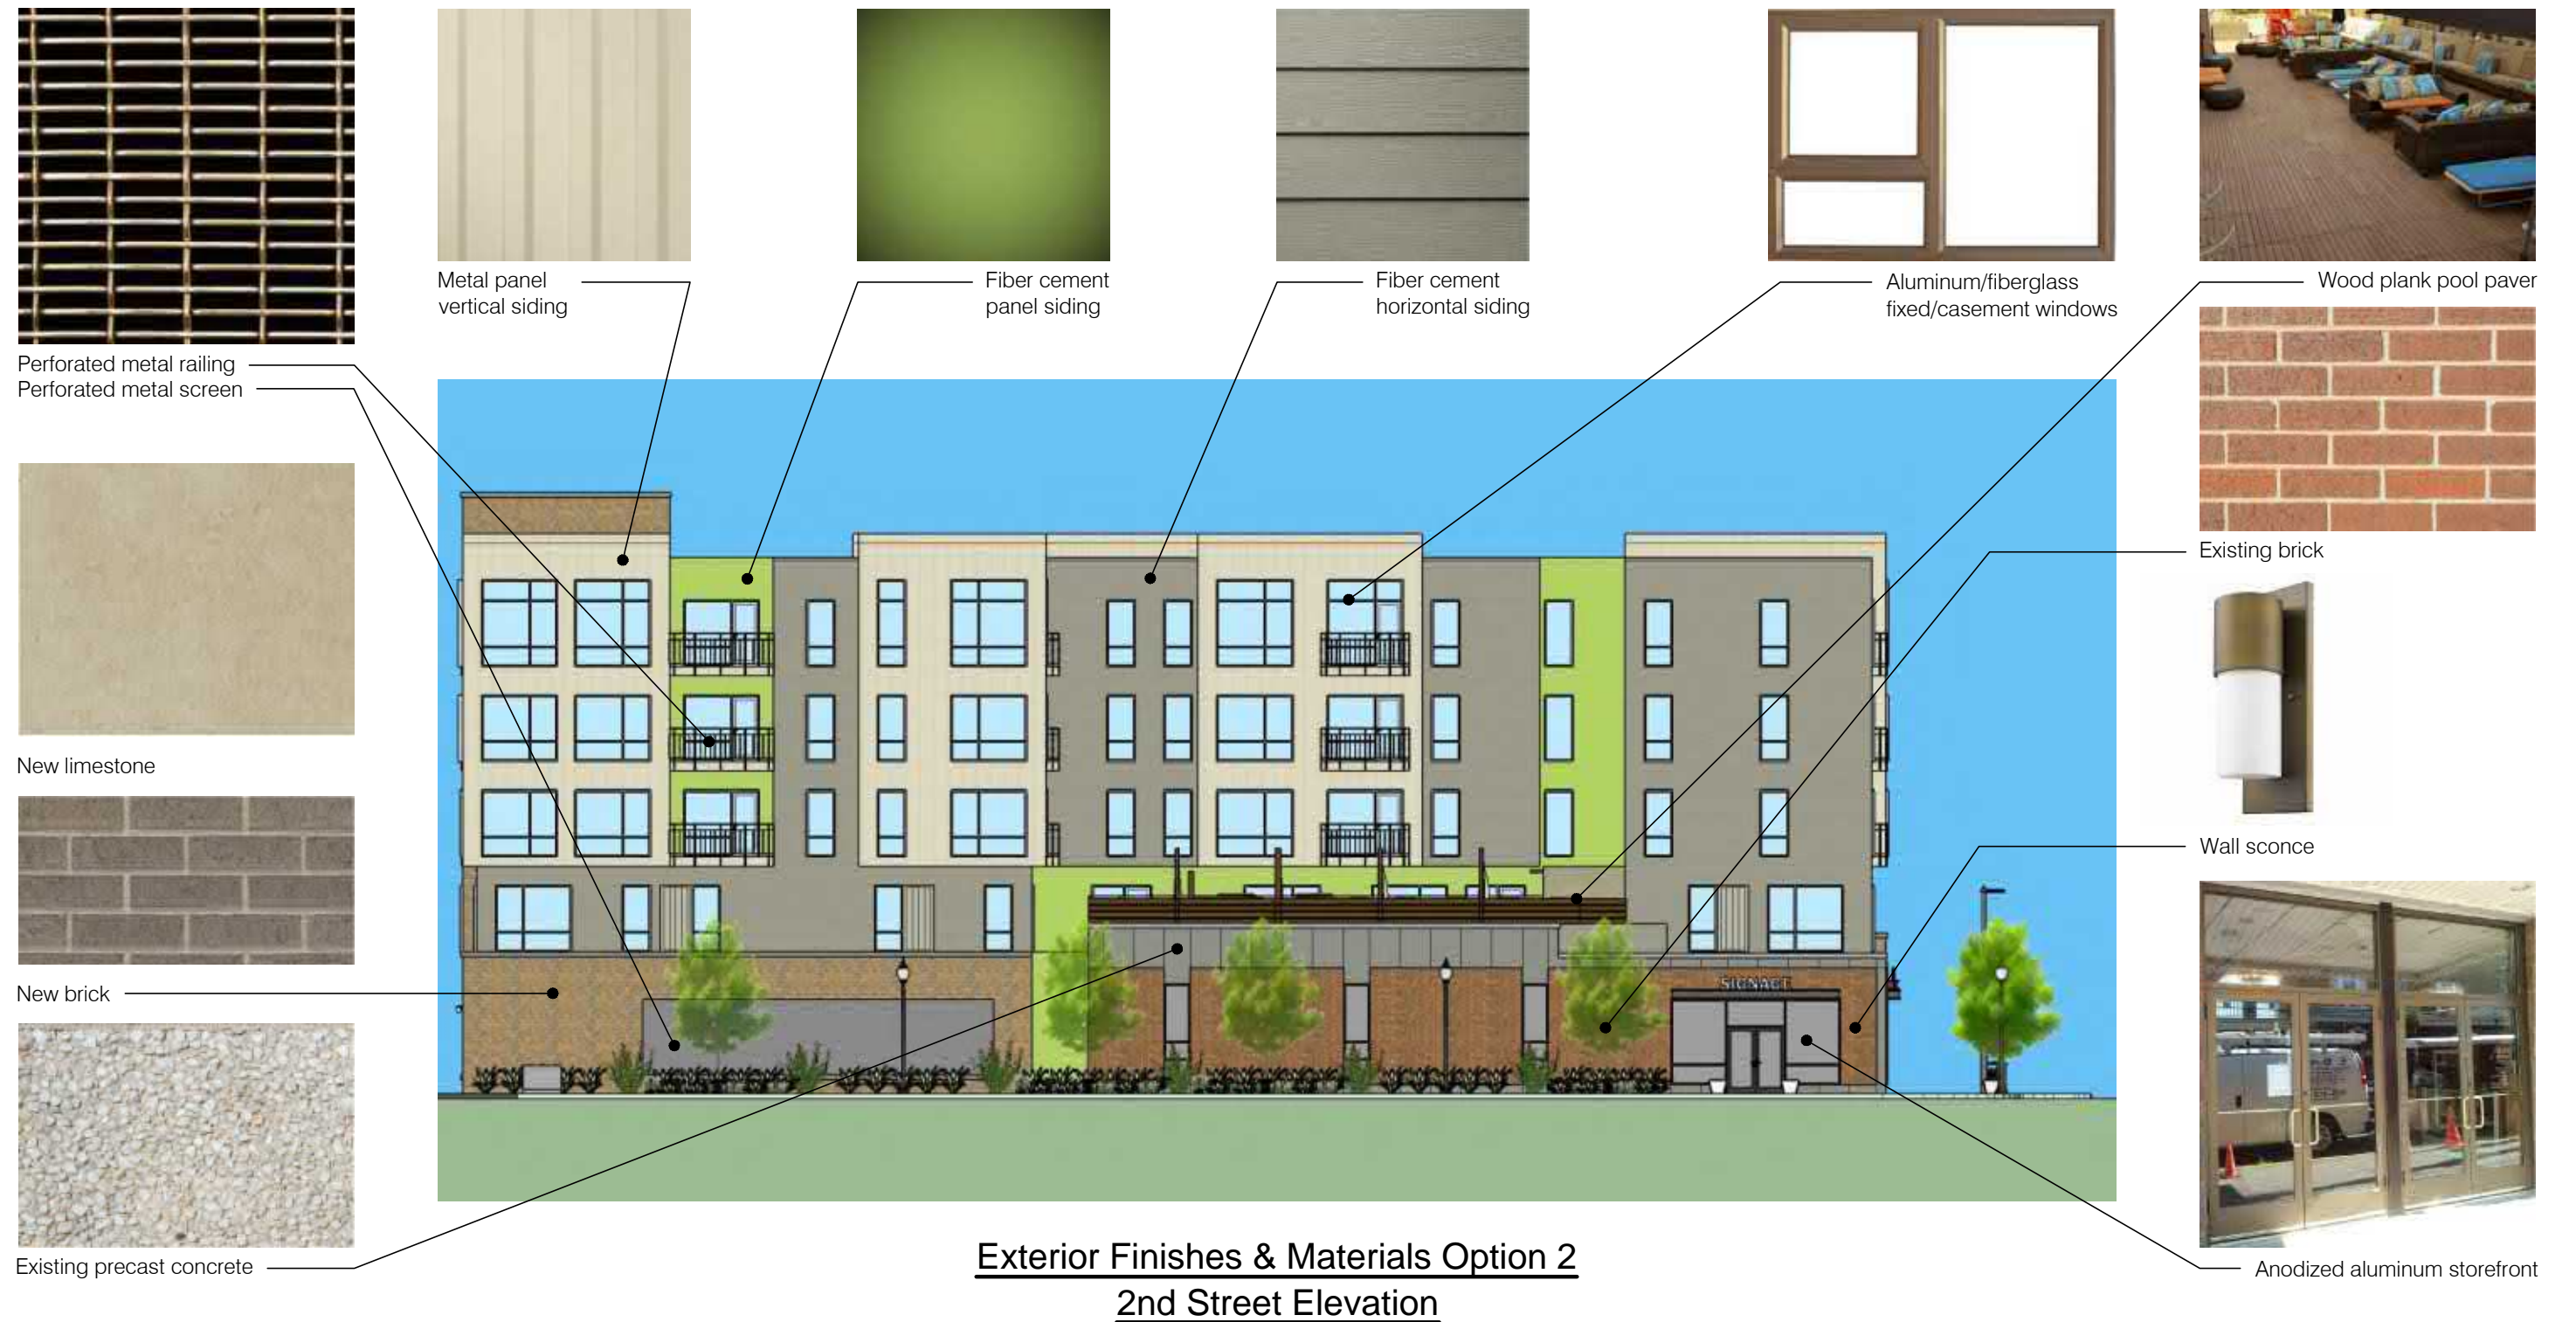 Metal panel
vertical siding
Fiber cement
panel siding
Fiber cement
horizontal siding
Aluminum/fiberglass
fixed/casement windows
Wood plank pool paver
Perforated metal railing
Perforated metal screen
Existing brick
New limestone
Wall sconce
New brick
SIGNAGE
Existing precast concrete
Anodized aluminum storefront
Exterior Finishes & Materials Option 2
2nd Street Elevation